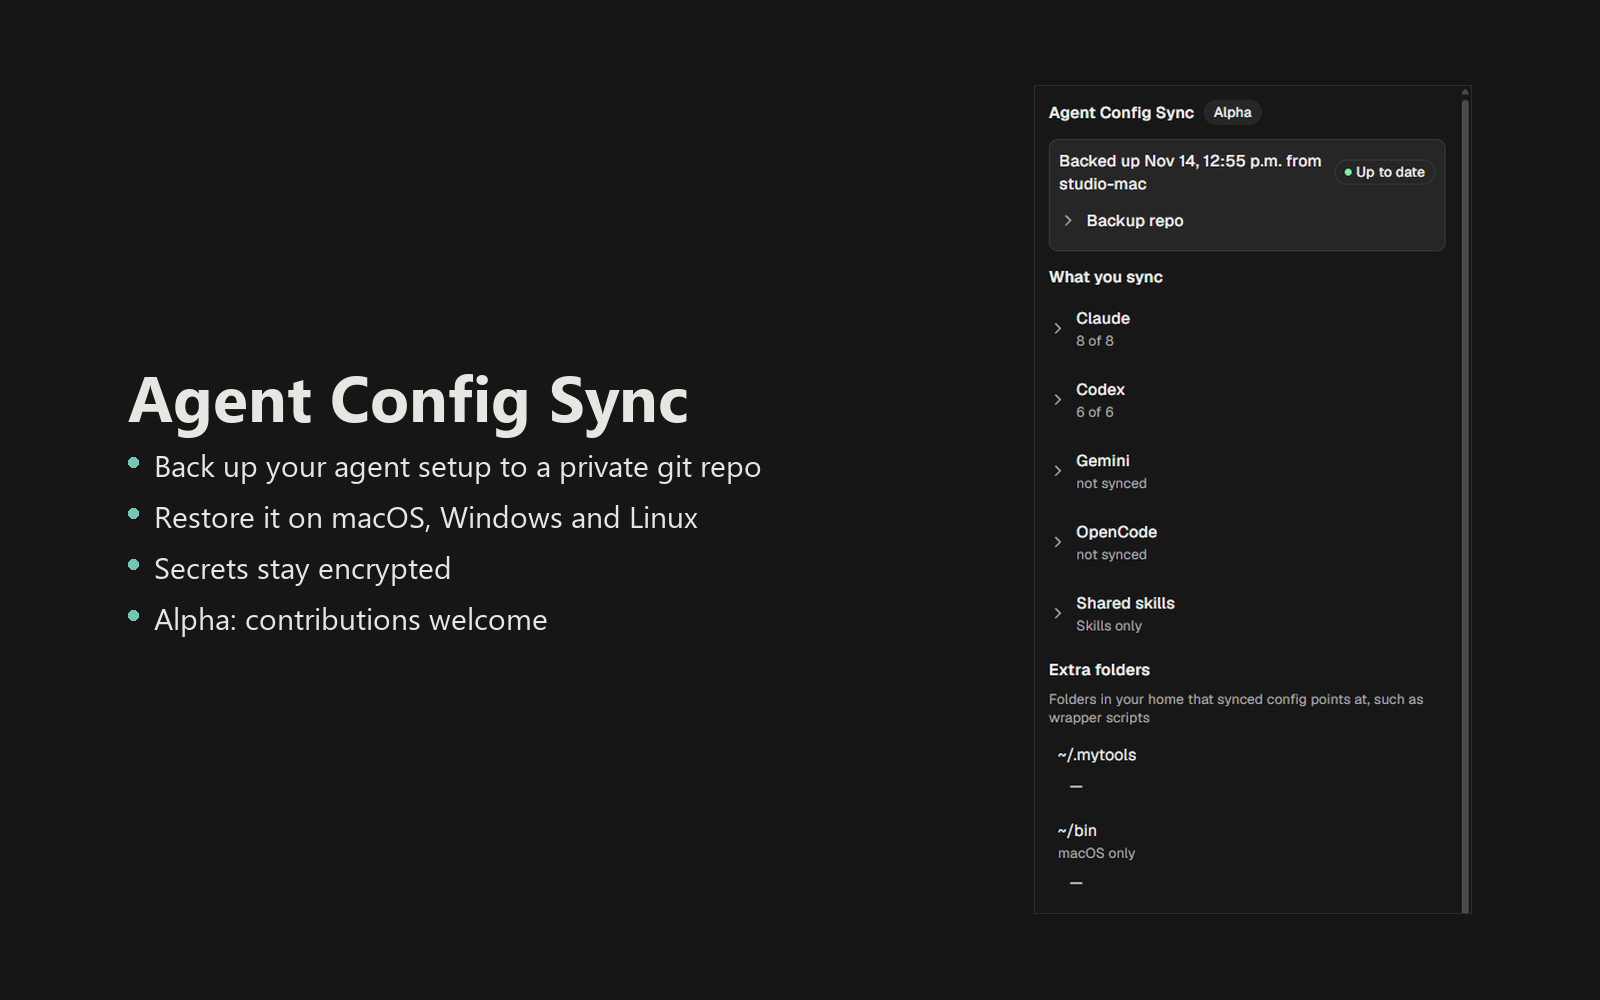 Agent Config Sync
Back up your agent setup to a private git repo
Restore it on macOS, Windows and Linux
Secrets stay encrypted
Alpha: contributions welcome
Agent Config Sync Alpha
Backed up Nov 14, 12:55 p.m. from
studio-mac
Up to date
Backup repo
What you sync
Claude
8 of 8
Codex
6 of 6
Gemini
not synced
OpenCode
not synced
Shared skills
Skills only
Extra folders
Folders in your home that synced config points at, such as
wrapper scripts
~/.mytools
—
~/bin
macOS only
—